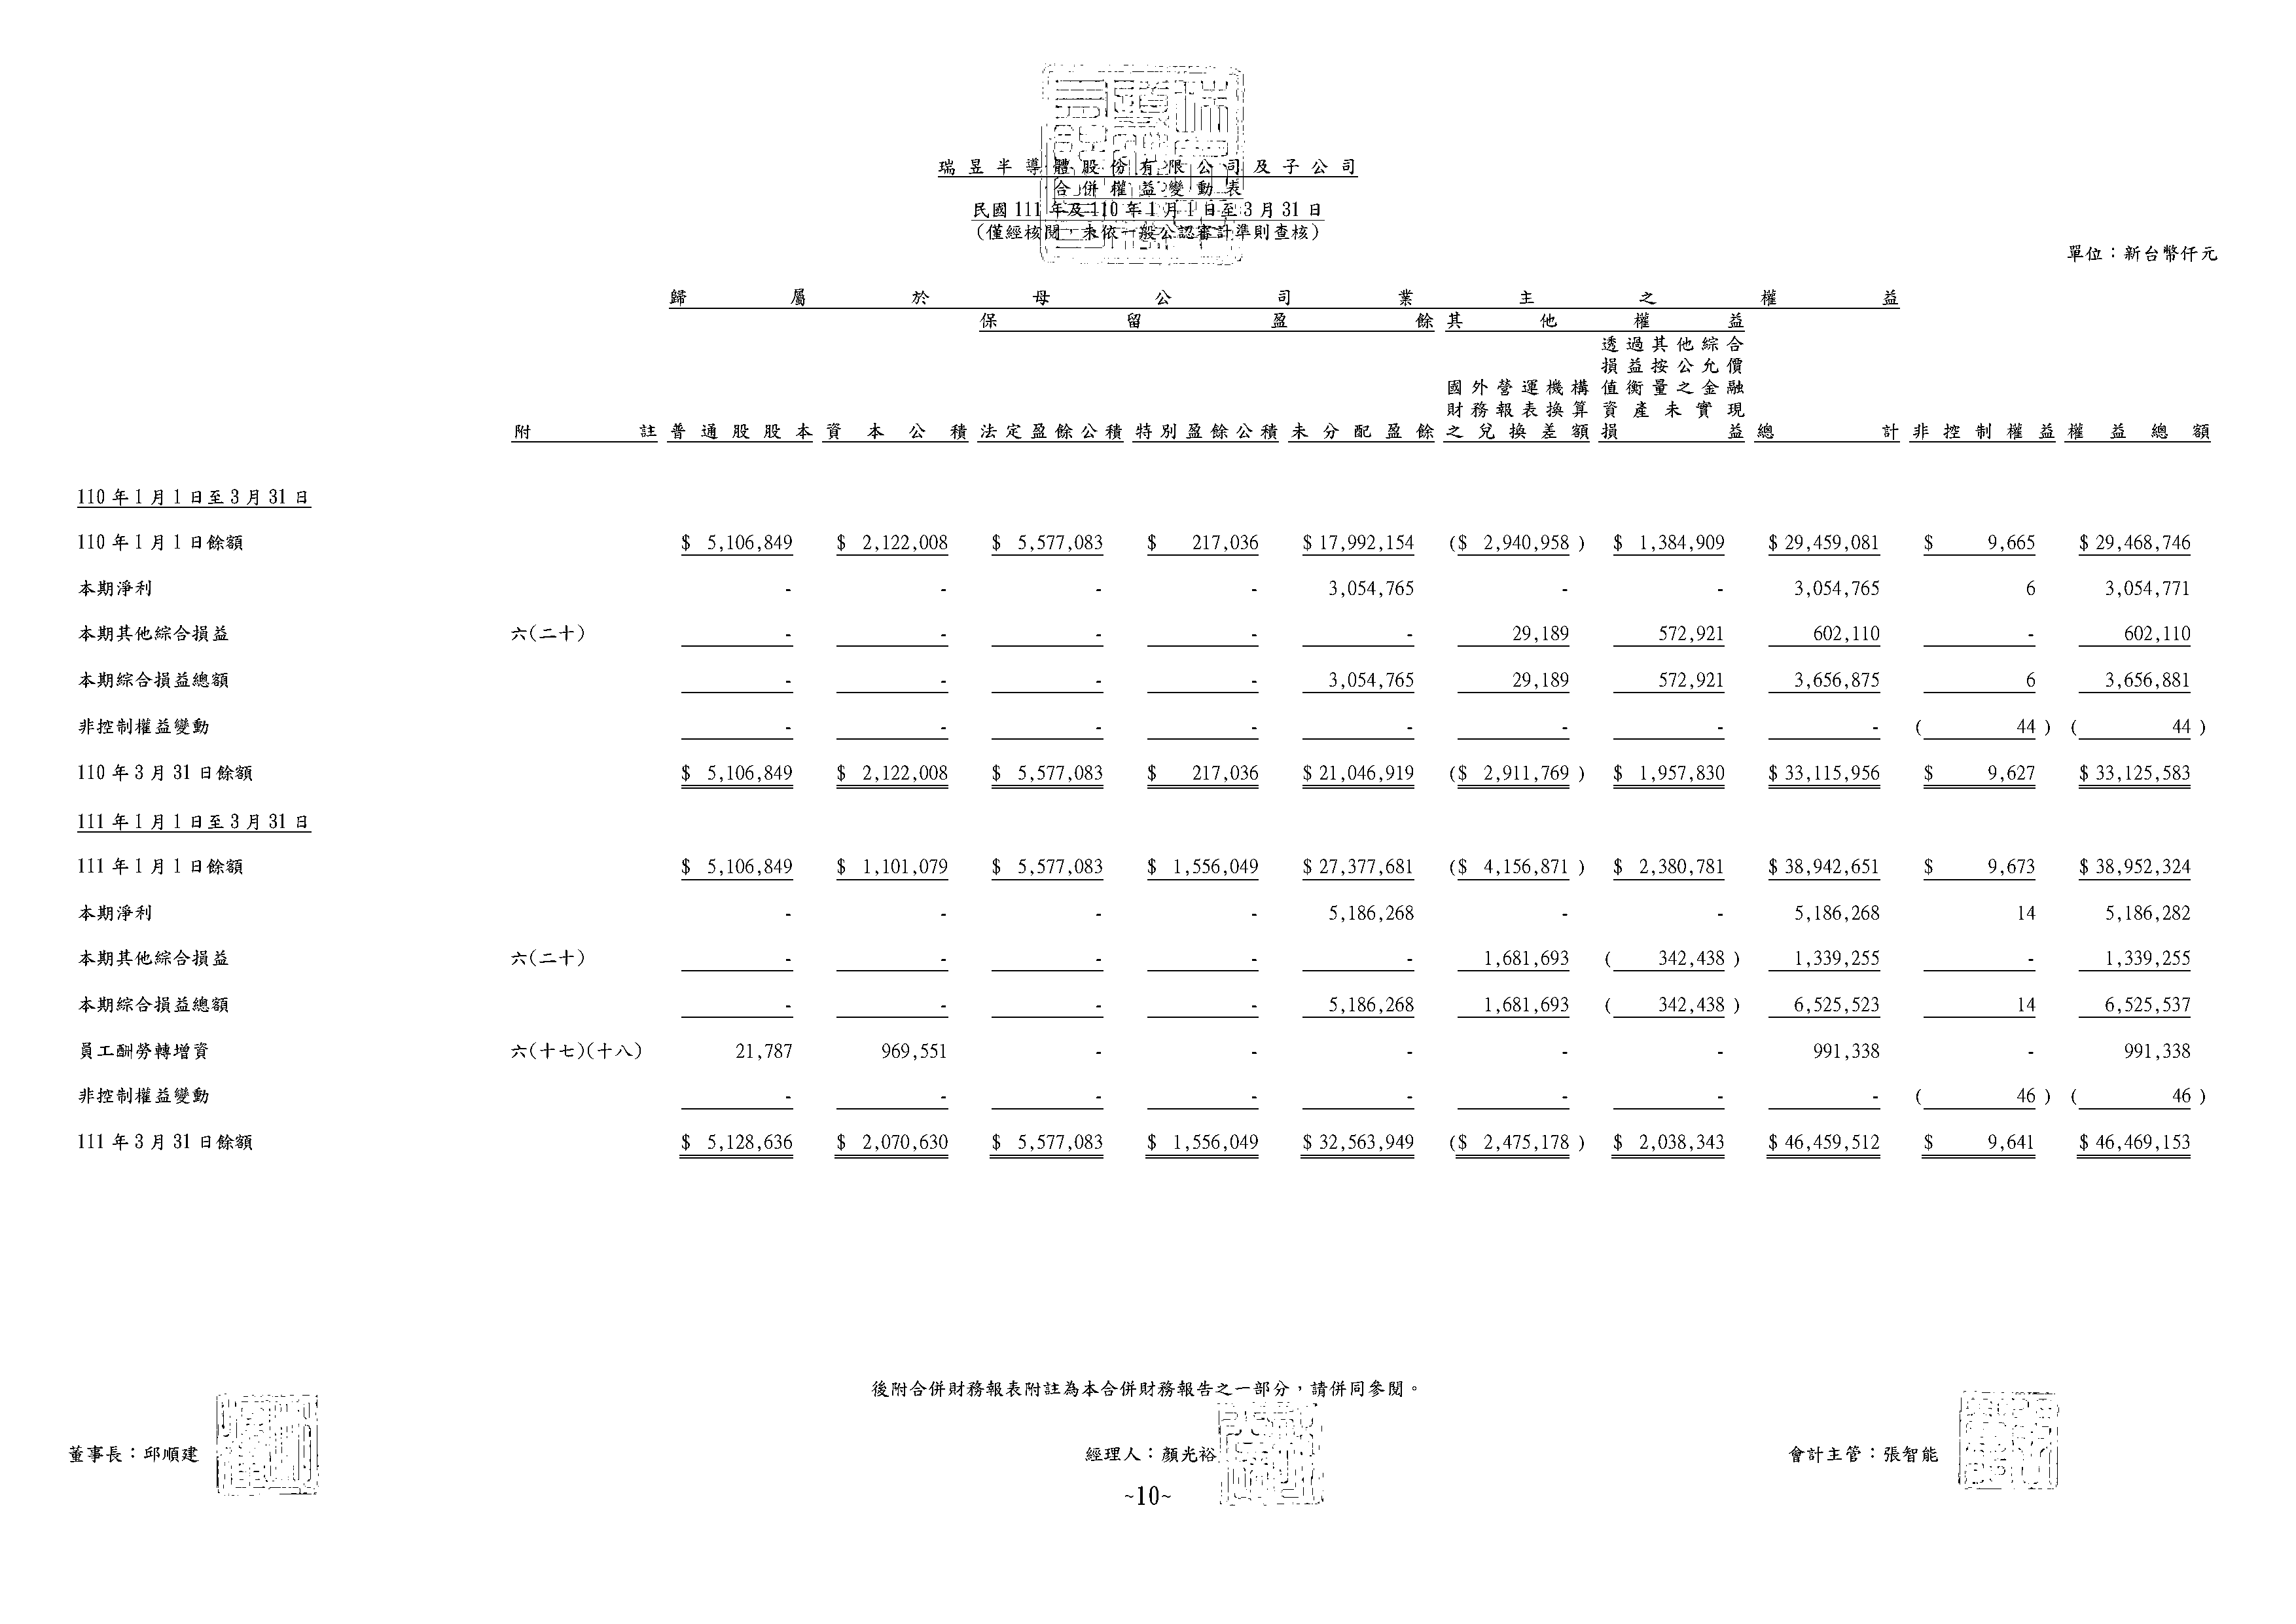 瑞昱半導體股份有限公司及子公司
合併權益變動表
民國111年及110年1月1日至3月31日
(僅經核閱,未依一般公認審計準則查核)
單位:新台幣仟元
歸屬於母公司業主之權益
保留盈餘 其他權益
透過其他綜合
損益按公允價
國外營運機構 值衡量之金融
財務報表換算 資產未實現
附註 普通股股本 資本公積 法定盈餘公積 特別盈餘公積 未分配盈餘 之兌換差額 損益 總計 非控制權益 權益總額
110年1月1日至3月31日
110年1月1日餘額 $ 5,106,849 $ 2,122,008 $ 5,577,083 $ 217,036 $ 17,992,154 ($ 2,940,958 ) $ 1,384,909 $ 29,459,081 $ 9,665 $ 29,468,746
本期淨利 - - - - 3,054,765 - - 3,054,765 6 3,054,771
本期其他綜合損益 六(二十) - - - - - 29,189 572,921 602,110 - 602,110
本期綜合損益總額 - - - - 3,054,765 29,189 572,921 3,656,875 6 3,656,881
非控制權益變動 - - - - - - - - ( 44 ) ( 44 )
110年3月31日餘額 $ 5,106,849 $ 2,122,008 $ 5,577,083 $ 217,036 $ 21,046,919 ($ 2,911,769 ) $ 1,957,830 $ 33,115,956 $ 9,627 $ 33,125,583
111年1月1日至3月31日
111年1月1日餘額 $ 5,106,849 $ 1,101,079 $ 5,577,083 $ 1,556,049 $ 27,377,681 ($ 4,156,871 ) $ 2,380,781 $ 38,942,651 $ 9,673 $ 38,952,324
本期淨利 - - - - 5,186,268 - - 5,186,268 14 5,186,282
本期其他綜合損益 六(二十) - - - - - 1,681,693 ( 342,438 ) 1,339,255 - 1,339,255
本期綜合損益總額 - - - - 5,186,268 1,681,693 ( 342,438 ) 6,525,523 14 6,525,537
員工酬勞轉增資 六(十七)(十八) 21,787 969,551 - - - - - 991,338 - 991,338
非控制權益變動 - - - - - - - - ( 46 ) ( 46 )
111年3月31日餘額 $ 5,128,636 $ 2,070,630 $ 5,577,083 $ 1,556,049 $ 32,563,949 ($ 2,475,178 ) $ 2,038,343 $ 46,459,512 $ 9,641 $ 46,469,153
後附合併財務報表附註為本合併財務報告之一部分,請併同參閱。
董事長:邱順建 經理人:顏光裕 會計主管:張智能
~10~